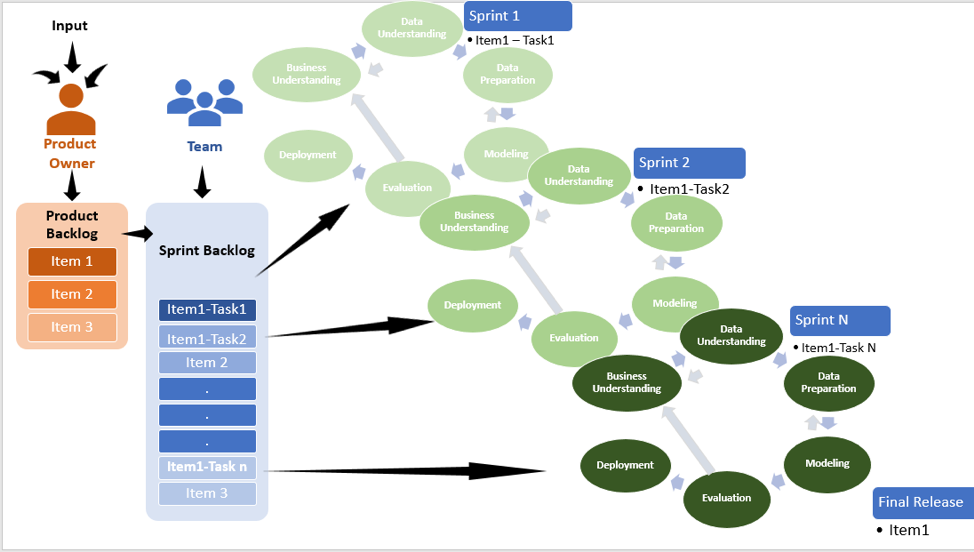 Input
Product
Owner
Product
Backlog
Item 1
Item 2
Item 3
Team
Sprint Backlog
Item1-Task1
Item1-Task2
Item 2
.
.
.
Item1-Task n
Item 3
Sprint 1
• Item1 – Task1
Data
Understanding
Business
Understanding
Data
Preparation
Deployment
Modeling
Evaluation
Sprint 2
• Item1-Task2
Data
Understanding
Business
Understanding
Data
Preparation
Deployment
Modeling
Evaluation
Sprint N
• Item1-Task N
Data
Understanding
Business
Understanding
Data
Preparation
Deployment
Modeling
Evaluation
Final Release
• Item1